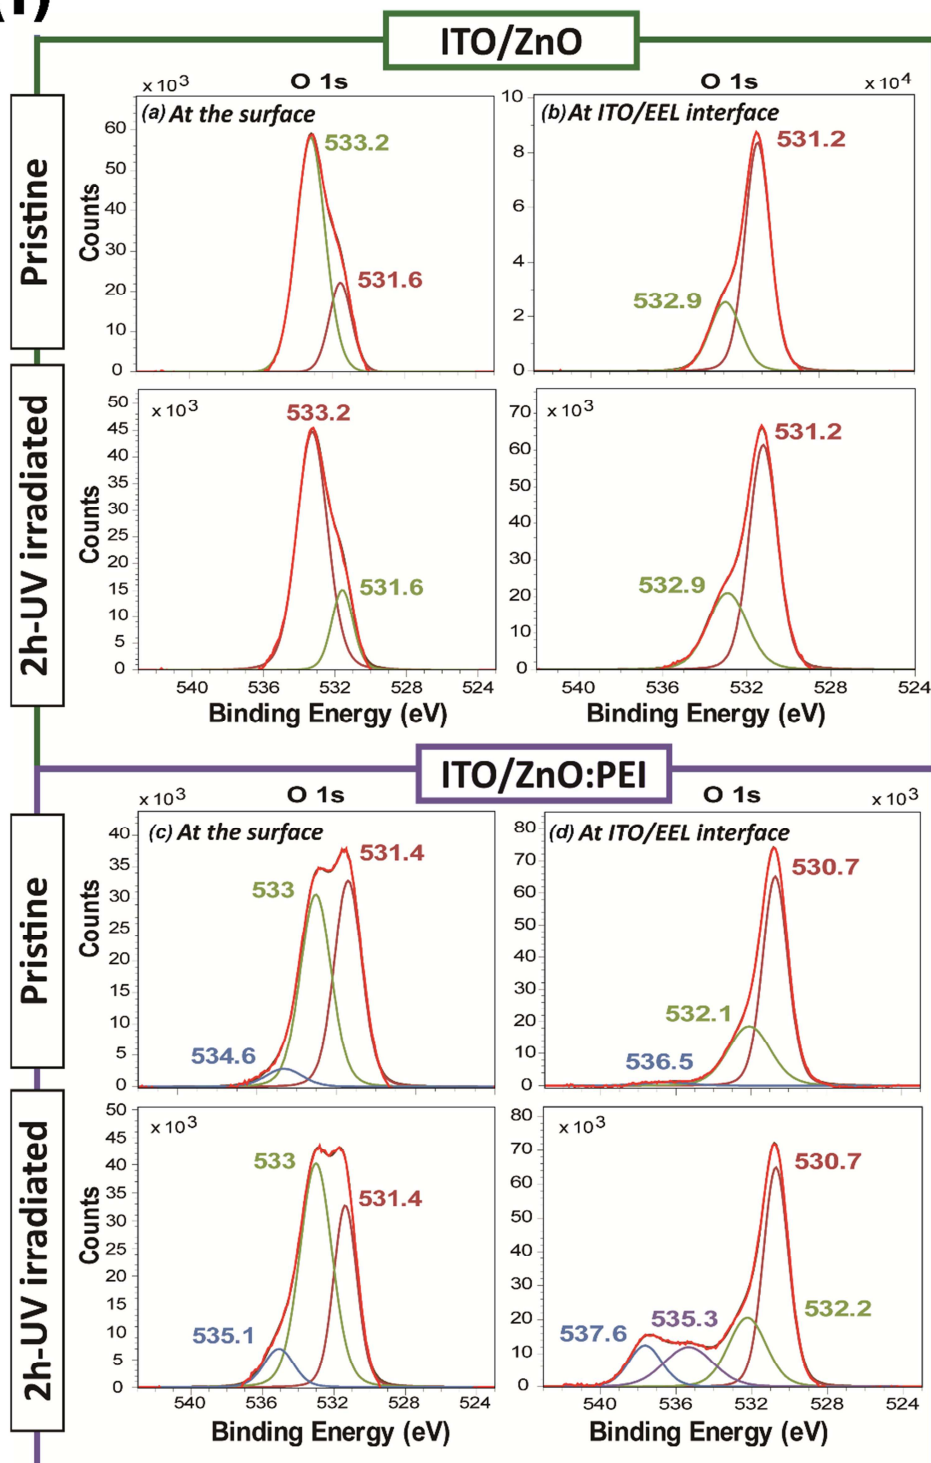 (I)
ITO/ZnO
Pristine
x 10³ O 1s
(a) At the surface
Counts
60
50
40
30
20
10
0
533.2
531.6
O 1s x 10⁴
(b) At ITO/EEL interface
10
8
6
4
2
0
531.2
532.9
2h-UV irradiated
x 10³
Counts
50
45
40
35
30
25
20
15
10
5
0
533.2
531.6
540 536 532 528 524
Binding Energy (eV)
x 10³
70
60
50
40
30
20
10
0
531.2
532.9
540 536 532 528 524
Binding Energy (eV)
ITO/ZnO:PEI
Pristine
x 10³ O 1s
(c) At the surface
Counts
40
35
30
25
20
15
10
5
0
531.4
533
534.6
O 1s x 10³
(d) At ITO/EEL interface
80
70
60
50
40
30
20
10
0
530.7
532.1
536.5
2h-UV irradiated
x 10³
Counts
50
45
40
35
30
25
20
15
10
5
0
533
531.4
535.1
540 536 532 528 524
Binding Energy (eV)
x 10³
80
70
60
50
40
30
20
10
0
530.7
532.2
535.3
537.6
540 536 532 528 524
Binding Energy (eV)